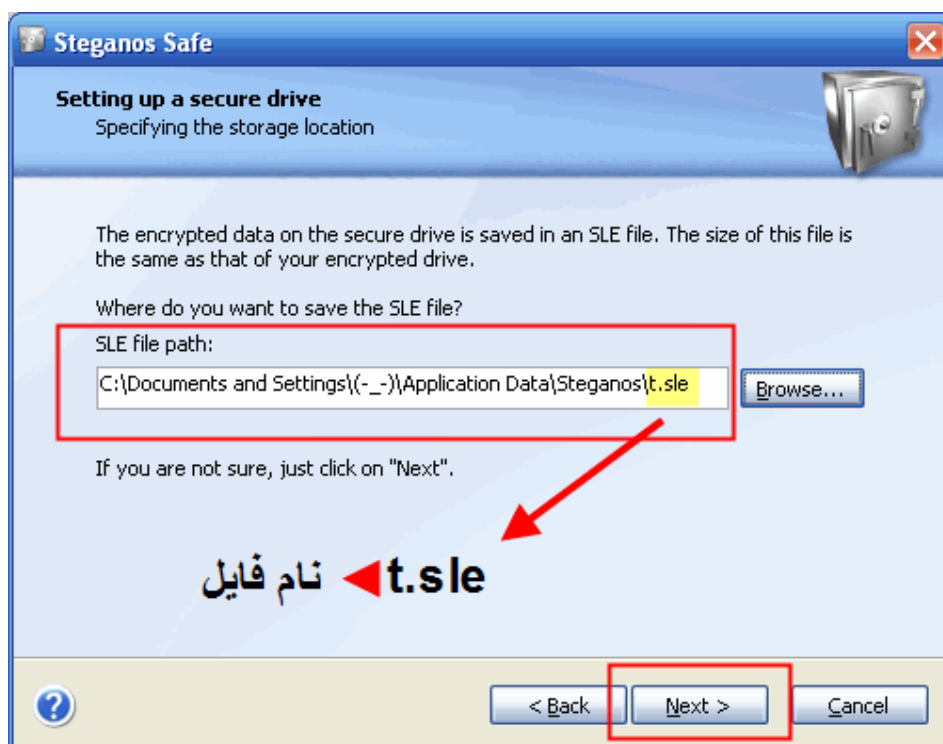 Steganos Safe
Setting up a secure drive
Specifying the storage location
The encrypted data on the secure drive is saved in an SLE file. The size of this file is
the same as that of your encrypted drive.
Where do you want to save the SLE file?
SLE file path:
C:\Documents and Settings\(-_-)\Application Data\Steganos\t.sle
Browse...
If you are not sure, just click on "Next".
t.sle نام فایل
< Back
Next >
Cancel